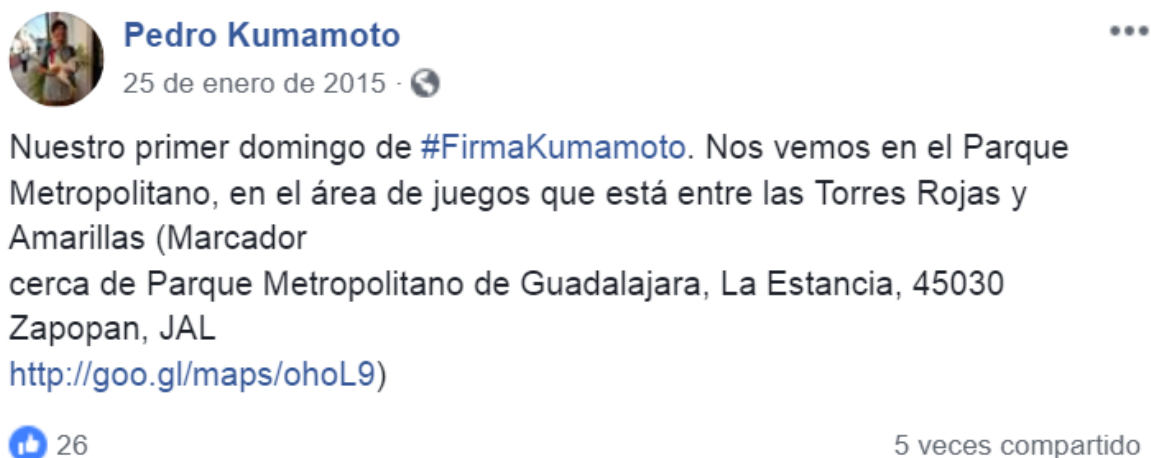 Pedro Kumamoto
25 de enero de 2015 ·
Nuestro primer domingo de #FirmaKumamoto. Nos vemos en el Parque
Metropolitano, en el área de juegos que está entre las Torres Rojas y
Amarillas (Marcador
cerca de Parque Metropolitano de Guadalajara, La Estancia, 45030
Zapopan, JAL
http://goo.gl/maps/ohoL9)
26 5 veces compartido